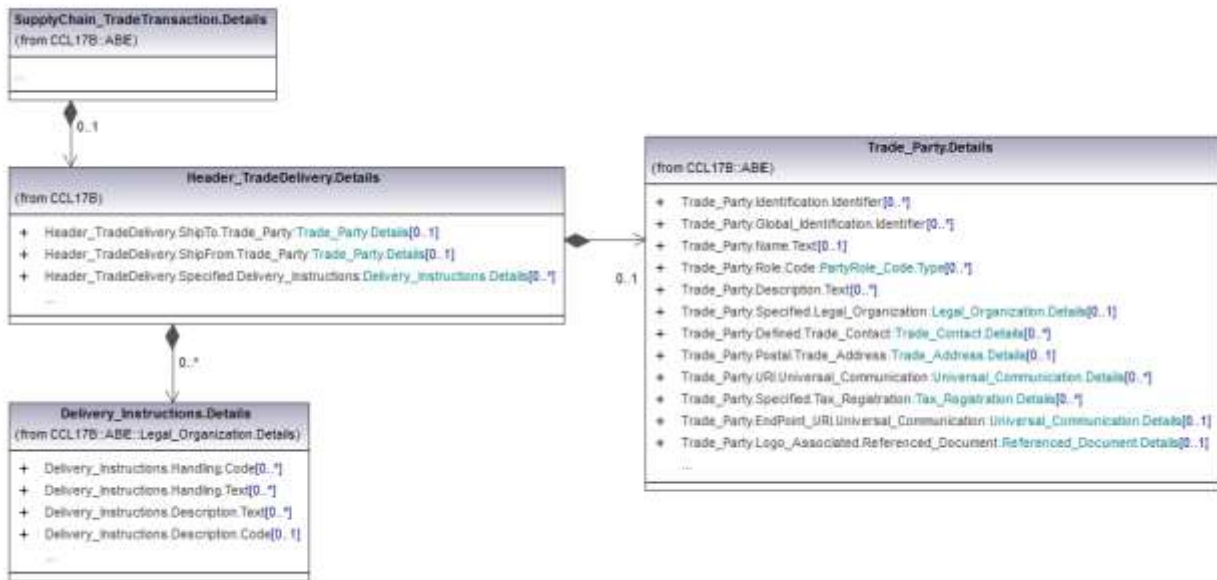 SupplyChain_TradeTransaction.Details
(from CCL17B::ABIE)
...
0..1
Header_TradeDelivery.Details
(from CCL17B)
+ Header_TradeDelivery.ShipTo.Trade_Party:Trade_Party.Details[0..1]
+ Header_TradeDelivery.ShipFrom.Trade_Party:Trade_Party.Details[0..1]
+ Header_TradeDelivery.Specified.Delivery_Instructions:Delivery_Instructions.Details[0..*]
...
0..1
Trade_Party.Details
(from CCL17B::ABIE)
+ Trade_Party.Identification.Identifier[0..*]
+ Trade_Party.Global_Identification.Identifier[0..*]
+ Trade_Party.Name.Text[0..1]
+ Trade_Party.Role.Code:PartyRole_Code.Type[0..*]
+ Trade_Party.Description.Text[0..*]
+ Trade_Party.Specified.Legal_Organization:Legal_Organization.Details[0..1]
+ Trade_Party.Defined.Trade_Contact:Trade_Contact.Details[0..*]
+ Trade_Party.Postal.Trade_Address:Trade_Address.Details[0..1]
+ Trade_Party.URI.Universal_Communication:Universal_Communication.Details[0..*]
+ Trade_Party.Specified.Tax_Registration:Tax_Registration.Details[0..*]
+ Trade_Party.EndPoint_URI.Universal_Communication:Universal_Communication.Details[0..1]
+ Trade_Party.Logo_Associated.Referenced_Document:Referenced_Document.Details[0..1]
...
0..*
Delivery_Instructions.Details
(from CCL17B::ABIE::Legal_Organization.Details)
+ Delivery_Instructions.Handling.Code[0..*]
+ Delivery_Instructions.Handling.Text[0..*]
+ Delivery_Instructions.Description.Text[0..*]
+ Delivery_Instructions.Description.Code[0..1]
...